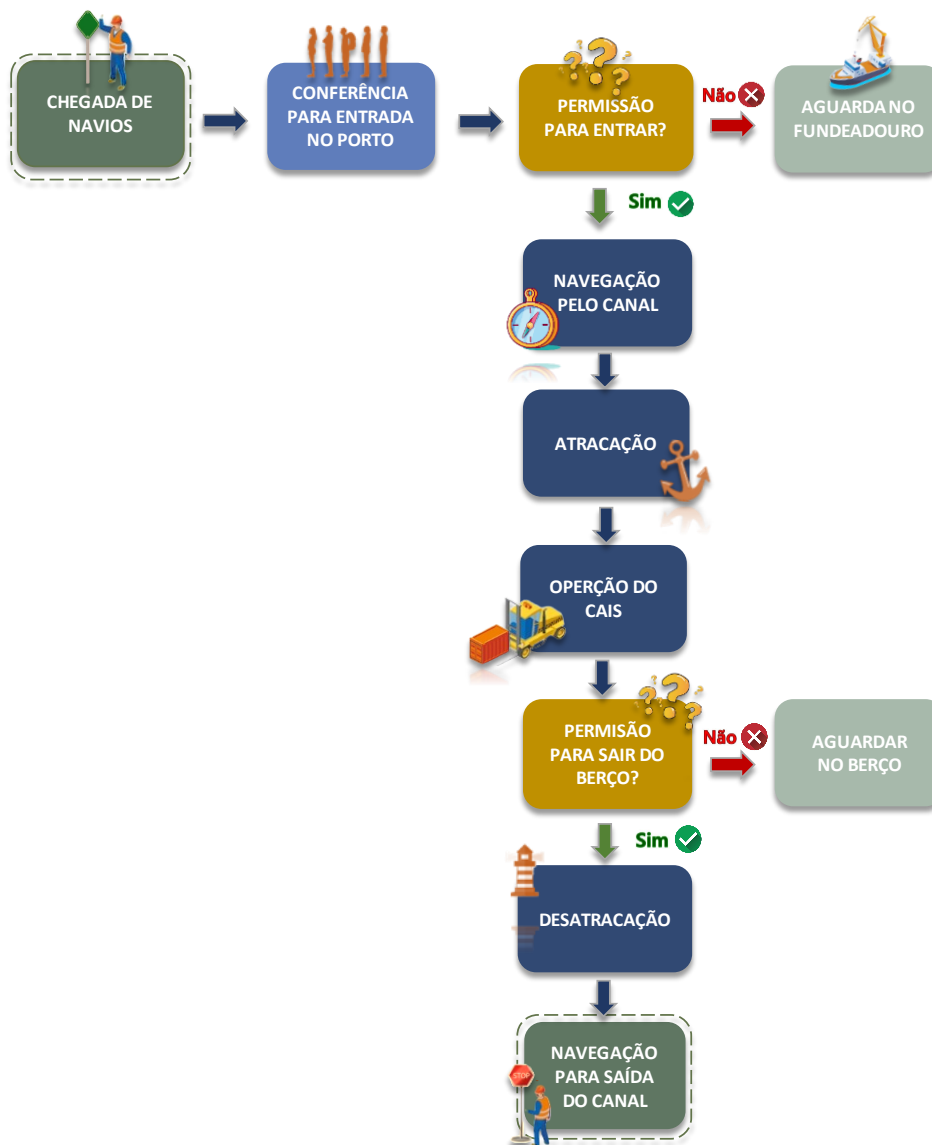 CHEGADA DE
NAVIOS
CONFERÊNCIA
PARA ENTRADA
NO PORTO
PERMISSÃO
PARA ENTRAR?
Não
AGUARDA NO
FUNDEADOURO
Sim
NAVEGAÇÃO
PELO CANAL
ATRACAÇÃO
OPERÇÃO DO
CAIS
PERMISÃO
PARA SAIR DO
BERÇO?
Não
AGUARDAR
NO BERÇO
Sim
DESATRACAÇÃO
NAVEGAÇÃO
PARA SAÍDA
DO CANAL
STOP